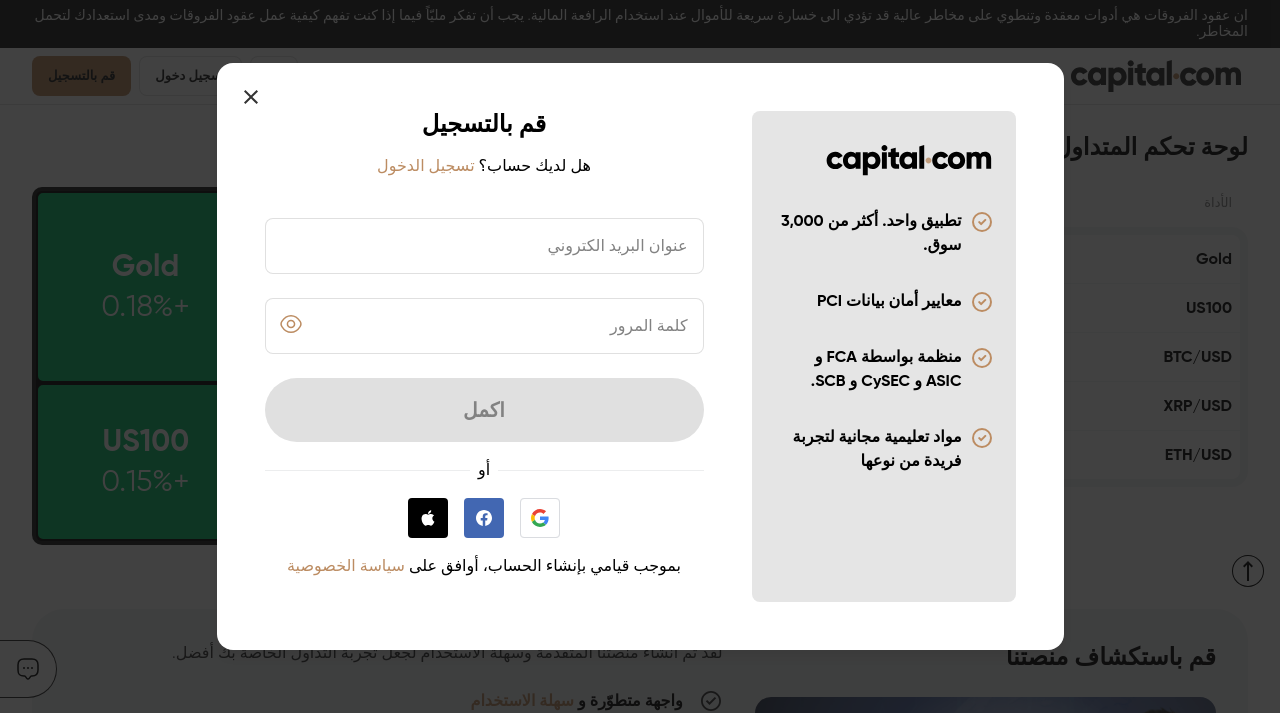 ان عقود الفروقات هي أدوات معقدة وتنطوي على مخاطر عالية قد تؤدي الى خسارة سريعة للأموال عند استخدام الرافعة المالية. يجب أن تفكر مليّاً فيما إذا كنت تفهم كيفية عمل عقود الفروقات ومدى استعدادك لتحمل
المخاطر.
capital.com
تسجيل دخول
قم بالتسجيل
لوحة تحكم المتداول
الأداة
Gold
US100
BTC/USD
XRP/USD
ETH/USD
Gold
+0.18%
US100
+0.15%
capital.com
تطبيق واحد. أكثر من 3,000
سوق.
معايير أمان بيانات PCI
منظمة بواسطة FCA و
ASIC و CySEC و SCB.
مواد تعليمية مجانية لتجربة
فريدة من نوعها
قم بالتسجيل
هل لديك حساب؟ تسجيل الدخول
عنوان البريد الكتروني
كلمة المرور
اكمل
أو
بموجب قيامي بإنشاء الحساب، أوافق على سياسة الخصوصية
قم باستكشاف منصتنا
لقد تم انشاء منصتنا المتقدمة وسهلة الاستخدام لجعل تجربة التداول الخاصة بك أفضل.
واجهة متطوّرة و سهلة الاستخدام